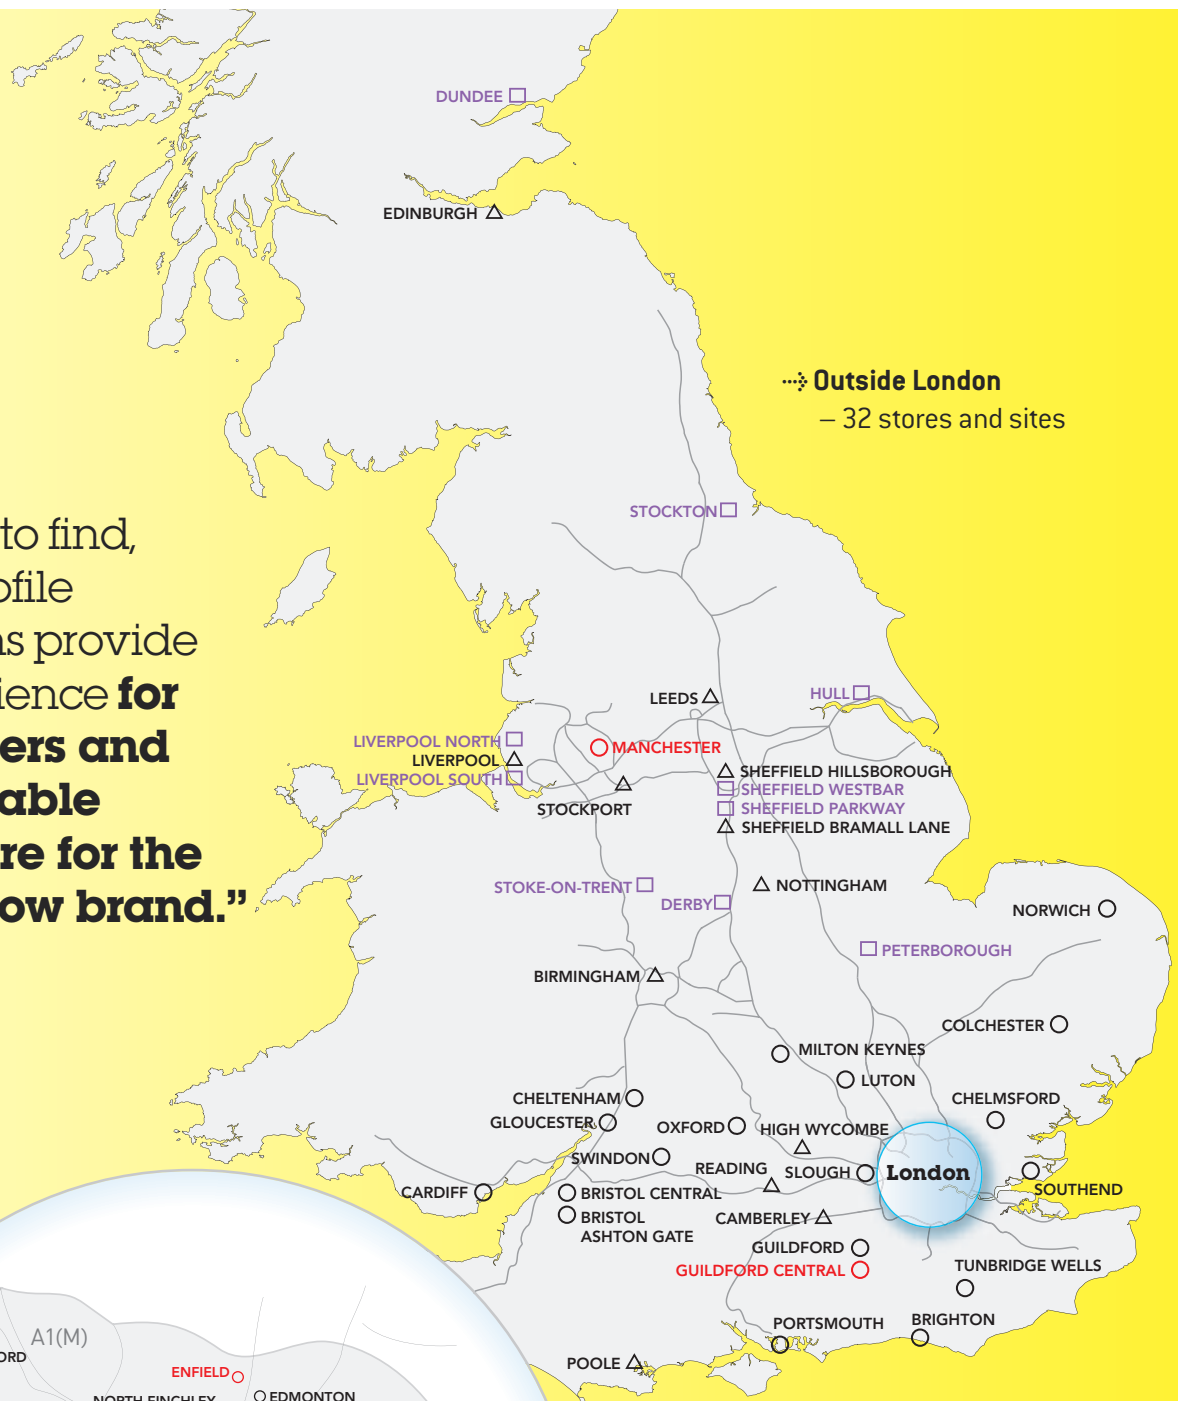 DUNDEE
EDINBURGH
Outside London
– 32 stores and sites
STOCKTON
to find,
ofile
ns provide
ience for
ers and
able
re for the
ow brand.”
LEEDS
HULL
LIVERPOOL NORTH
MANCHESTER
LIVERPOOL
LIVERPOOL SOUTH
SHEFFIELD HILLSBOROUGH
SHEFFIELD WESTBAR
STOCKPORT
SHEFFIELD PARKWAY
SHEFFIELD BRAMALL LANE
STOKE-ON-TRENT
NOTTINGHAM
DERBY
NORWICH
PETERBOROUGH
BIRMINGHAM
COLCHESTER
MILTON KEYNES
LUTON
CHELTENHAM
CHELMSFORD
GLOUCESTER
OXFORD
HIGH WYCOMBE
SWINDON
READING
SLOUGH
London
CARDIFF
BRISTOL CENTRAL
SOUTHEND
BRISTOL
ASHTON GATE
CAMBERLEY
GUILDFORD
GUILDFORD CENTRAL
TUNBRIDGE WELLS
PORTSMOUTH
BRIGHTON
POOLE
A1(M)
ORD
ENFIELD
NORTH FINCHLEY
EDMONTON